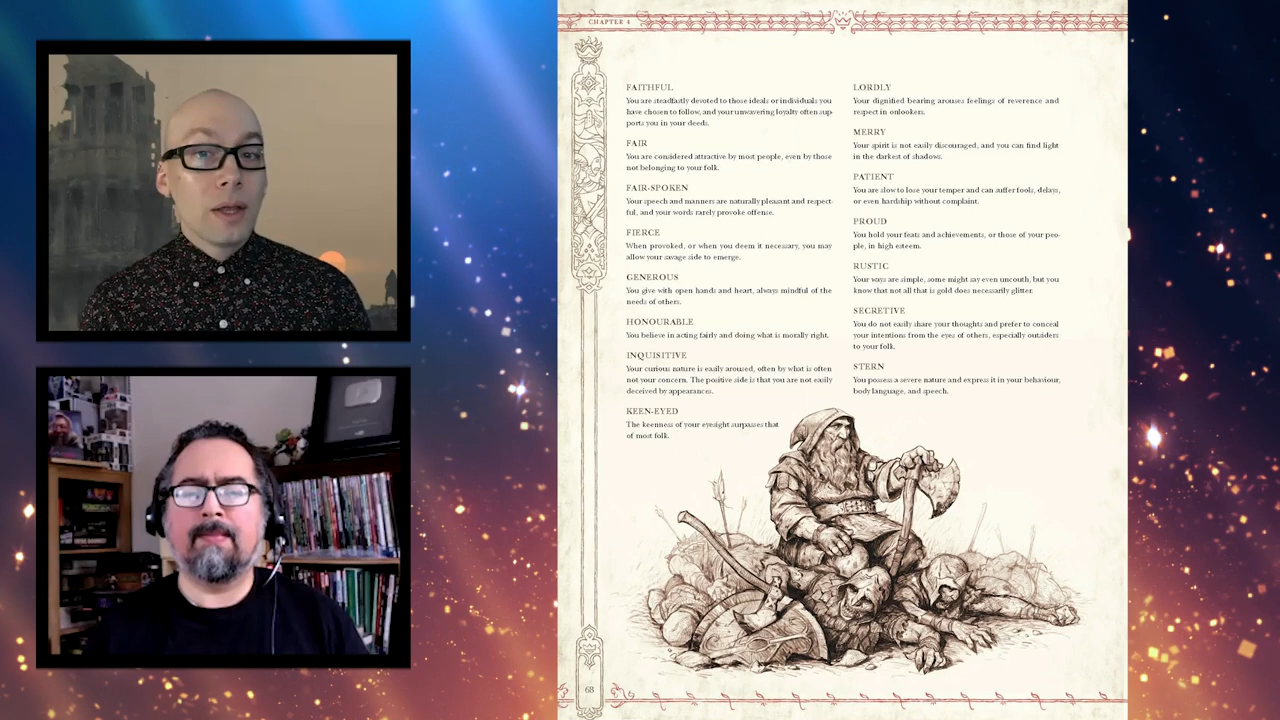 CHAPTER 4
FAITHFUL
You are steadfastly devoted to those ideals or individuals you
have chosen to follow, and your unwavering loyalty often sup-
ports you in your deeds.
FAIR
You are considered attractive by most people, even by those
not belonging to your folk.
FAIR-SPOKEN
Your speech and manners are naturally pleasant and respect-
ful, and your words rarely provoke offense.
FIERCE
When provoked, or when you deem it necessary, you may
allow your savage side to emerge.
GENEROUS
You give with open hands and heart, always mindful of the
needs of others.
HONOURABLE
You believe in acting fairly and doing what is morally right.
INQUISITIVE
Your curious nature is easily aroused, often by what is often
not your concern. The positive side is that you are not easily
deceived by appearances.
KEEN-EYED
The keenness of your eyesight surpasses that
of most folk.
LORDLY
Your dignified bearing arouses feelings of reverence and
respect in onlookers.
MERRY
Your spirit is not easily discouraged, and you can find light
in the darkest of shadows.
PATIENT
You are slow to lose your temper and can suffer fools, delays,
or even hardship without complaint.
PROUD
You hold your feats and achievements, or those of your peo-
ple, in high esteem.
RUSTIC
Your ways are simple, some might say even uncouth, but you
know that not all that is gold does necessarily glitter.
SECRETIVE
You do not easily share your thoughts and prefer to conceal
your intentions from the eyes of others, especially outsiders
to your folk.
STERN
You possess a severe nature and express it in your behaviour,
body language, and speech.
68